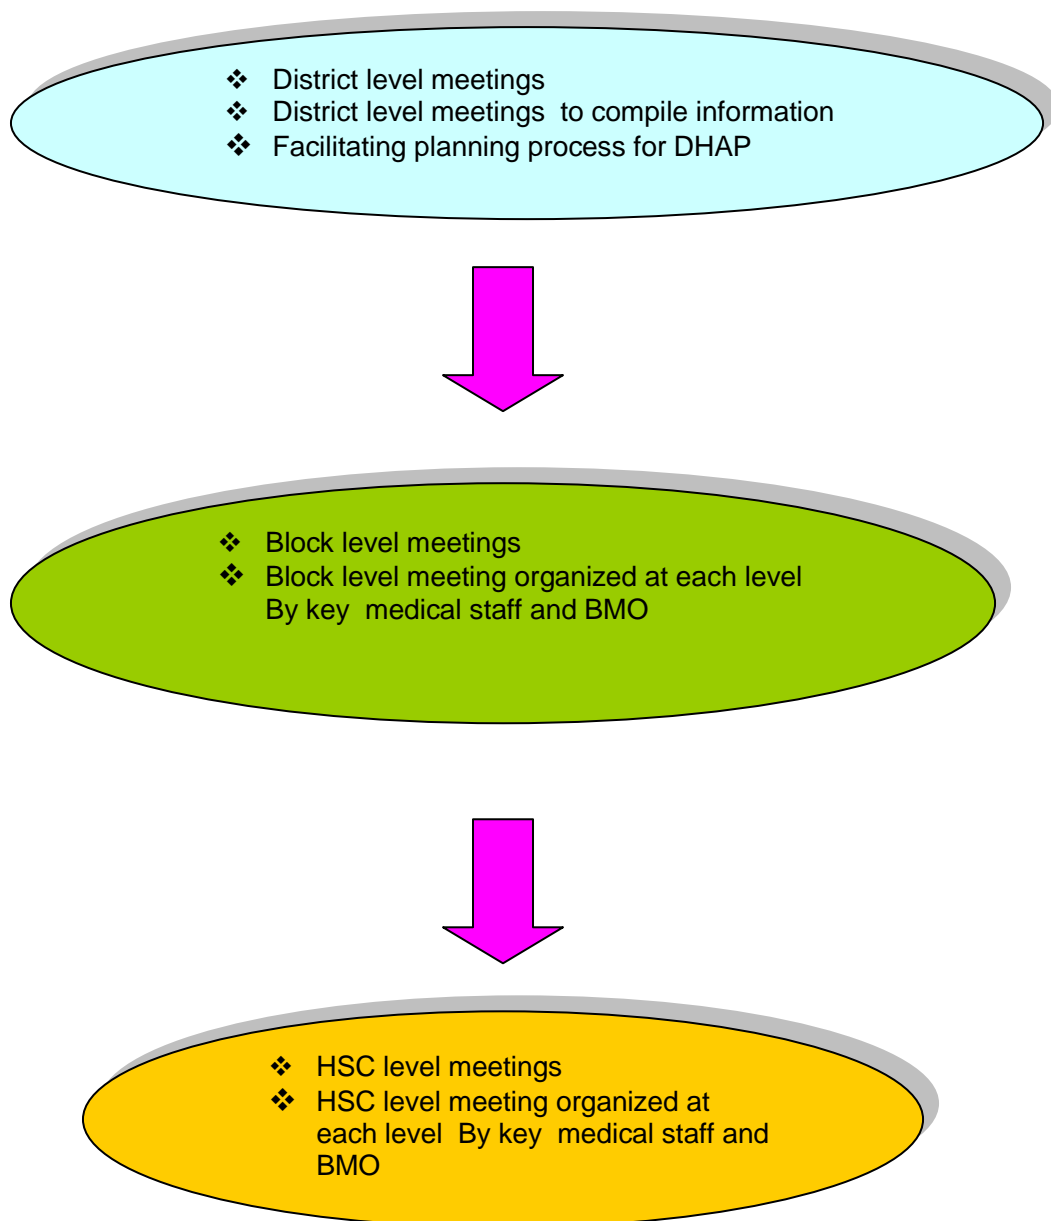 ❖ District level meetings
❖ District level meetings  to compile information
❖ Facilitating planning process for DHAP
❖ Block level meetings
❖ Block level meeting organized at each level
By key  medical staff and BMO
❖ HSC level meetings
❖ HSC level meeting organized at
each level  By key  medical staff and
BMO